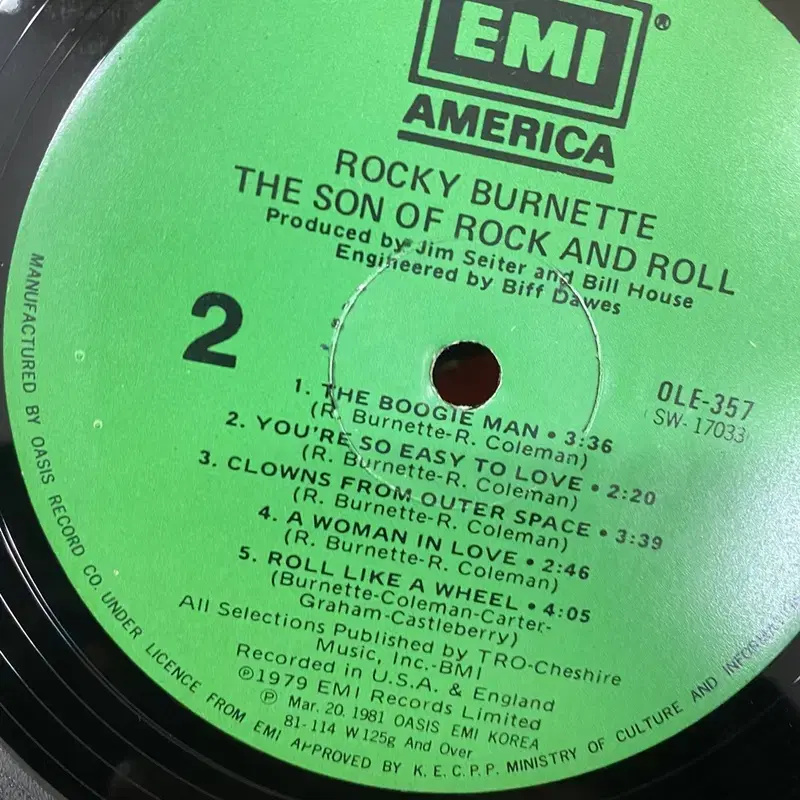 EMI
®
AMERICA
ROCKY BURNETTE
THE SON OF ROCK AND ROLL
Produced by Jim Seiter and Bill House
Engineered by Biff Dawes
2
OLE-357
(SW-17033)
1. THE BOOGIE MAN • 3:36
(R. Burnette-R. Coleman)
2. YOU'RE SO EASY TO LOVE • 2:20
(R. Burnette-R. Coleman)
3. CLOWNS FROM OUTER SPACE • 3:39
(R. Burnette-R. Coleman)
4. A WOMAN IN LOVE • 2:46
(R. Burnette-R. Coleman)
5. ROLL LIKE A WHEEL • 4:05
(Burnette-Coleman-Carter-
Graham-Castleberry)
All Selections Published by TRO-Cheshire
Music, Inc.-BMI
Recorded in U.S.A. & England
℗1979 EMI Records Limited
℗ Mar. 20. 1981 OASIS EMI KOREA
81-114 W125g And Over
MANUFACTURED BY OASIS RECORD CO. UNDER LICENCE FROM EMI APPROVED BY K.E.C.P.P. MINISTRY OF CULTURE AND